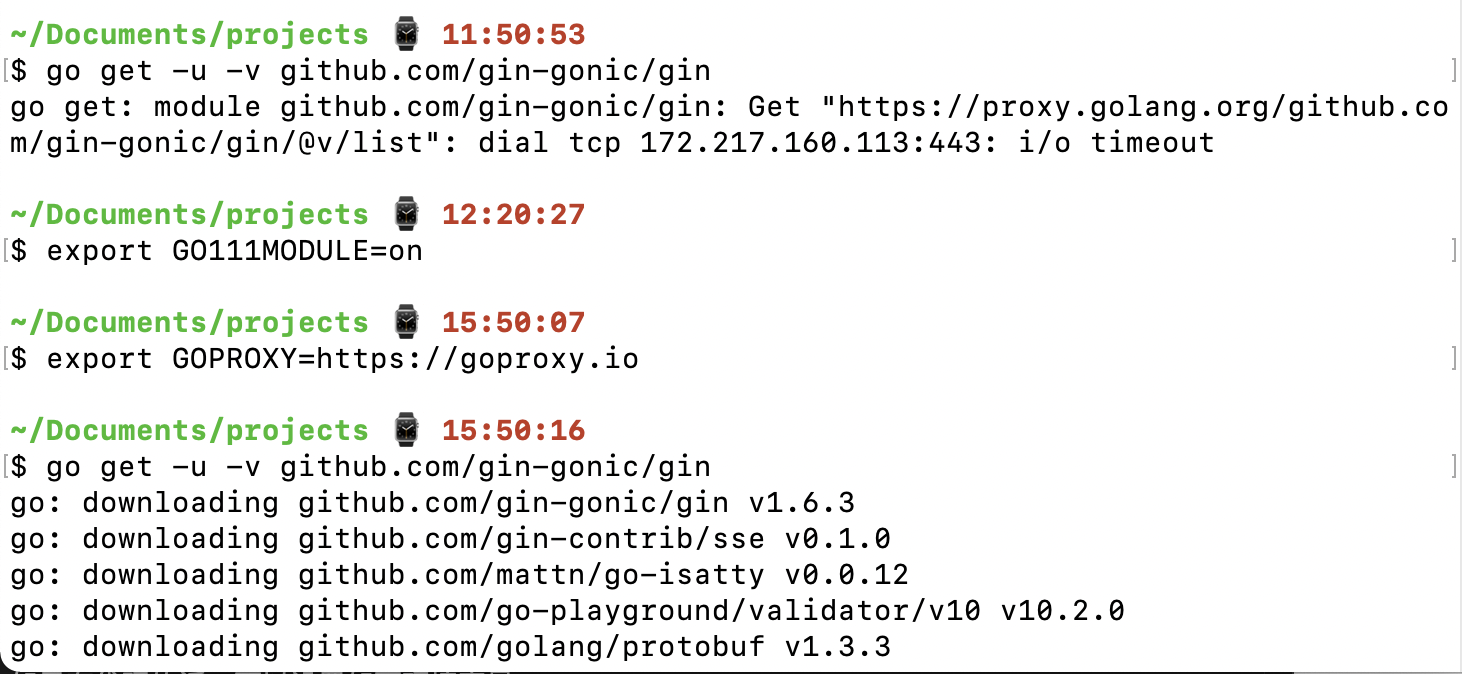 ~/Documents/projects ⌚ 11:50:53
[$ go get -u -v github.com/gin-gonic/gin ]
go get: module github.com/gin-gonic/gin: Get "https://proxy.golang.org/github.co
m/gin-gonic/gin/@v/list": dial tcp 172.217.160.113:443: i/o timeout
~/Documents/projects ⌚ 12:20:27
[$ export GO111MODULE=on ]
~/Documents/projects ⌚ 15:50:07
[$ export GOPROXY=https://goproxy.io ]
~/Documents/projects ⌚ 15:50:16
[$ go get -u -v github.com/gin-gonic/gin ]
go: downloading github.com/gin-gonic/gin v1.6.3
go: downloading github.com/gin-contrib/sse v0.1.0
go: downloading github.com/mattn/go-isatty v0.0.12
go: downloading github.com/go-playground/validator/v10 v10.2.0
go: downloading github.com/golang/protobuf v1.3.3